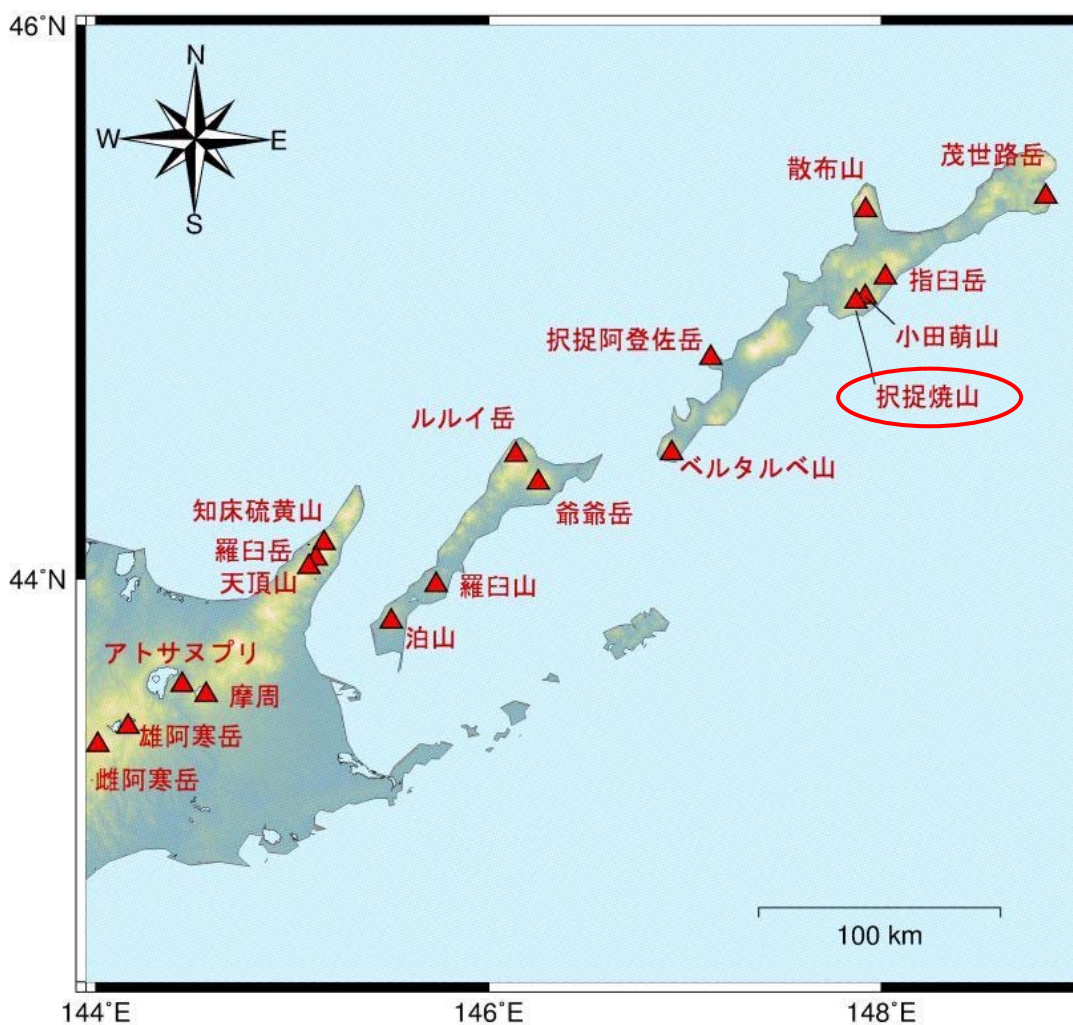 46°N
N
W
E
S
茂世路岳
散布山
指臼岳
小田萌山
択捉阿登佐岳
択捉焼山
ルルイ岳
ベルタルベ山
爺爺岳
知床硫黄山
羅臼岳
44°N
天頂山
羅臼山
泊山
アトサヌプリ
摩周
雄阿寒岳
雌阿寒岳
100 km
144°E
146°E
148°E